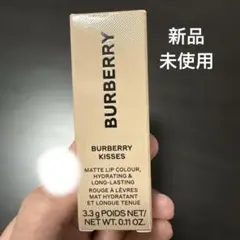 新品
未使用
BURBERRY
BURBERRY
KISSES
MATTE LIP COLOUR,
HYDRATING &
LONG-LASTING
ROUGE À LÈVRES
MAT HYDRATANT
ET LONGUE TENUE
3.3 g POIDS NET/
NET WT. 0.11 OZ.